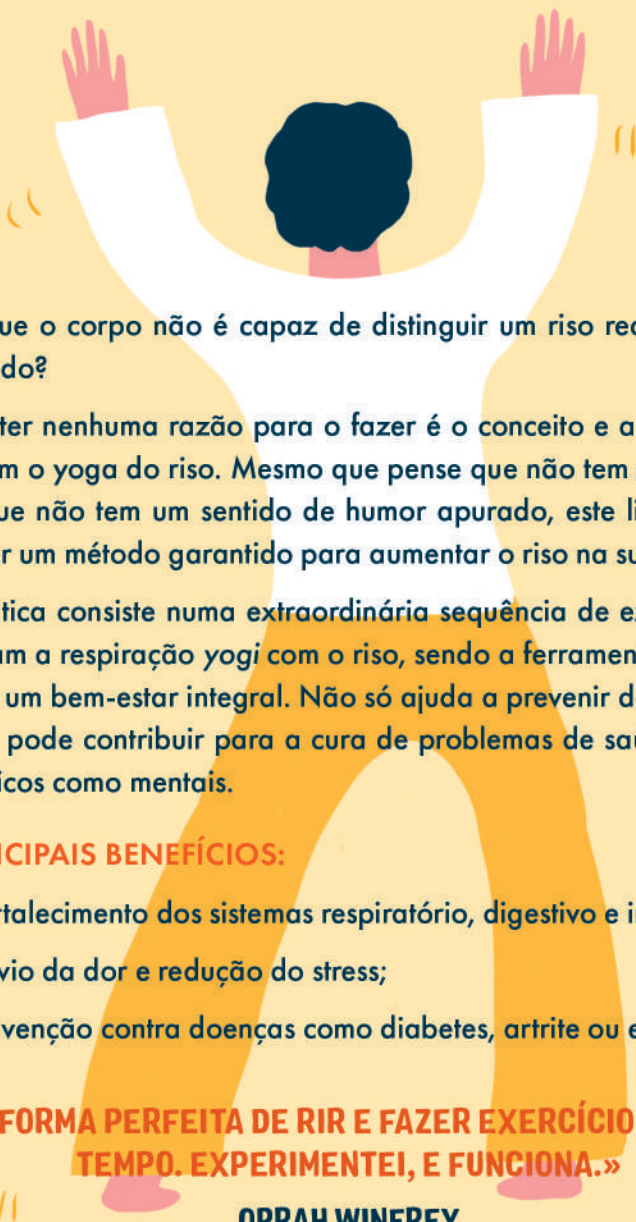 ue o corpo não é capaz de distinguir um riso rea
do?
ter nenhuma razão para o fazer é o conceito e a
m o yoga do riso. Mesmo que pense que não tem
ue não tem um sentido de humor apurado, este li
r um método garantido para aumentar o riso na su
tica consiste numa extraordinária sequência de ex
am a respiração yogi com o riso, sendo a ferramen
um bem-estar integral. Não só ajuda a prevenir d
pode contribuir para a cura de problemas de saú
icos como mentais.
NCIPAIS BENEFÍCIOS:
rtalecimento dos sistemas respiratório, digestivo e i
vio da dor e redução do stress;
venção contra doenças como diabetes, artrite ou e
FORMA PERFEITA DE RIR E FAZER EXERCÍCIO
TEMPO. EXPERIMENTEI, E FUNCIONA.»
OPRAH WINFREY